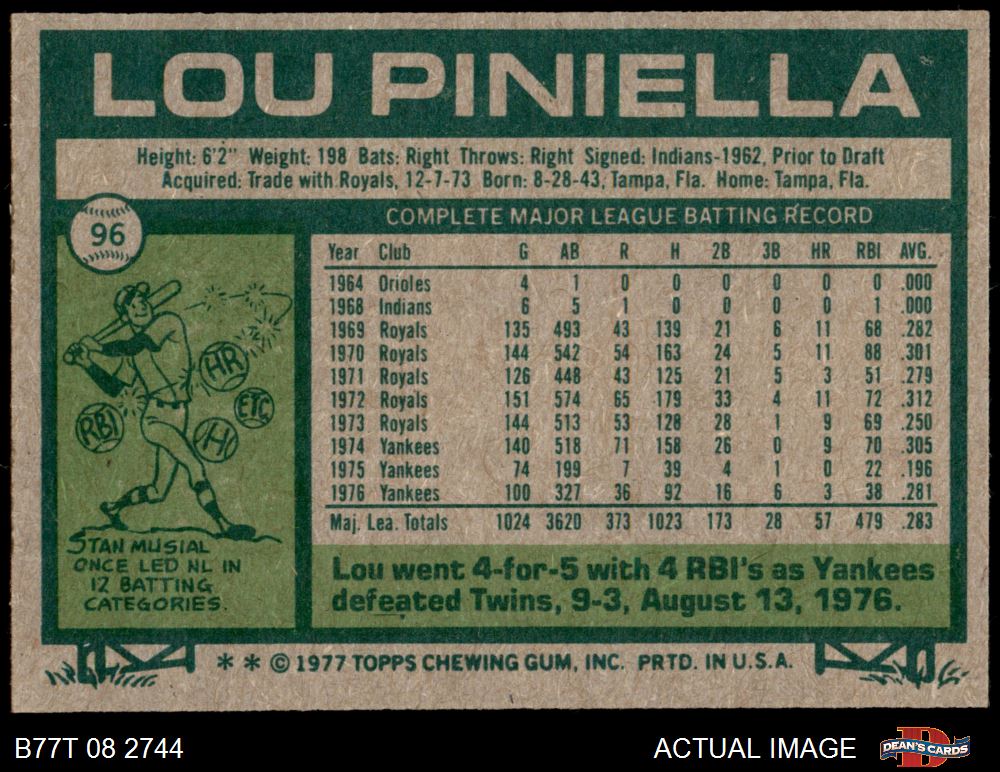 LOU PINIELLA
Height: 6'2" Weight: 198 Bats: Right Throws: Right Signed: Indians-1962, Prior to Draft
Acquired: Trade with Royals, 12-7-73 Born: 8-28-43, Tampa, Fla. Home: Tampa, Fla.
96
COMPLETE MAJOR LEAGUE BATTING RECORD
Year Club G AB R H 2B 3B HR RBI AVG.
1964 Orioles 4 1 0 0 0 0 0 0 .000
1968 Indians 6 5 1 0 0 0 0 1 .000
1969 Royals 135 493 43 139 21 6 11 68 .282
1970 Royals 144 542 54 163 24 5 11 88 .301
1971 Royals 126 448 43 125 21 5 3 51 .279
1972 Royals 151 574 65 179 33 4 11 72 .312
1973 Royals 144 513 53 128 28 1 9 69 .250
1974 Yankees 140 518 71 158 26 0 9 70 .305
1975 Yankees 74 199 7 39 4 1 0 22 .196
1976 Yankees 100 327 36 92 16 6 3 38 .281
Maj. Lea. Totals 1024 3620 373 1023 173 28 57 479 .283
HR
ETC
RBI
H
STAN MUSIAL
ONCE LED NL IN
12 BATTING
CATEGORIES.
Lou went 4-for-5 with 4 RBI's as Yankees
defeated Twins, 9-3, August 13, 1976.
* * © 1977 TOPPS CHEWING GUM, INC. PRTD. IN U.S.A.
B77T 08 2744
ACTUAL IMAGE
D
DEAN'S CARDS